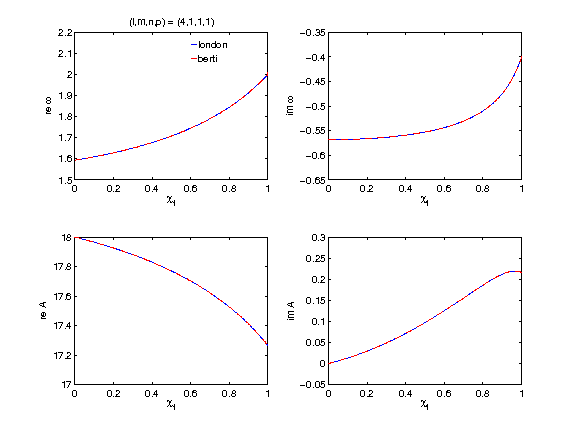 (l,m,n,p) = (4,1,1,1)
2.2
2.1
2
1.9
1.8
1.7
1.6
1.5
re ω
london
berti
0 0.2 0.4 0.6 0.8 1
χf
−0.35
−0.4
−0.45
−0.5
−0.55
−0.6
−0.65
im ω
0 0.2 0.4 0.6 0.8 1
χf
18
17.8
17.6
17.4
17.2
17
re A
0 0.2 0.4 0.6 0.8 1
χf
0.3
0.25
0.2
0.15
0.1
0.05
0
−0.05
im A
0 0.2 0.4 0.6 0.8 1
χf